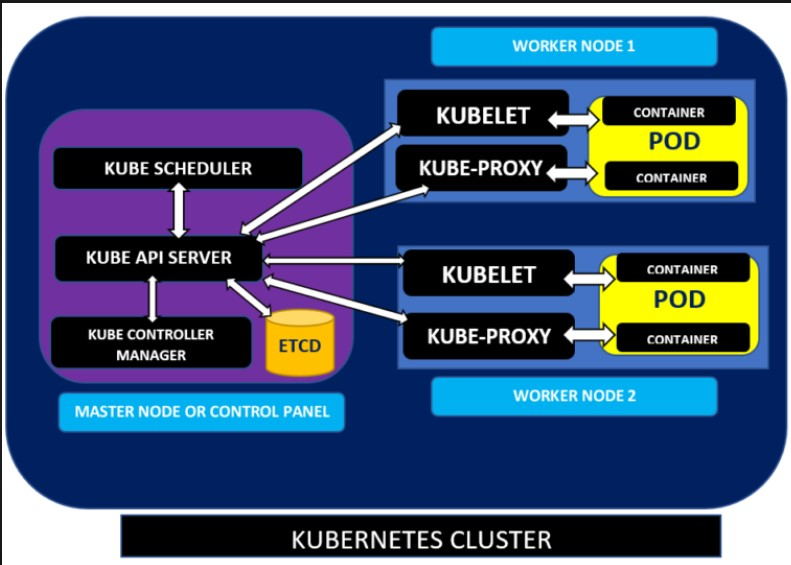 WORKER NODE 1
KUBELET
CONTAINER
POD
KUBE-PROXY
CONTAINER
KUBE SCHEDULER
KUBE API SERVER
KUBE CONTROLLER
MANAGER
ETCD
MASTER NODE OR CONTROL PANEL
KUBELET
CONTAINER
POD
KUBE-PROXY
CONTAINER
WORKER NODE 2
KUBERNETES CLUSTER